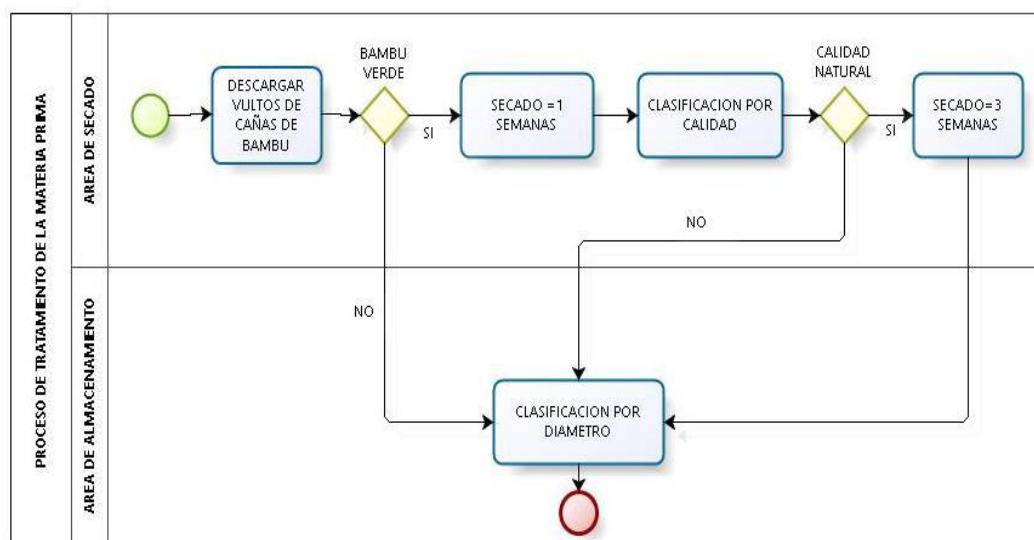 PROCESO DE TRATAMIENTO DE LA MATERIA PRIMA
AREA DE SECADO
DESCARGAR
VULTOS DE
CAÑAS DE
BAMBU
BAMBU
VERDE
SI
SECADO =1
SEMANAS
CLASIFICACION POR
CALIDAD
CALIDAD
NATURAL
SI
SECADO=3
SEMANAS
NO
AREA DE ALMACENAMIENTO
NO
CLASIFICACION POR
DIAMETRO